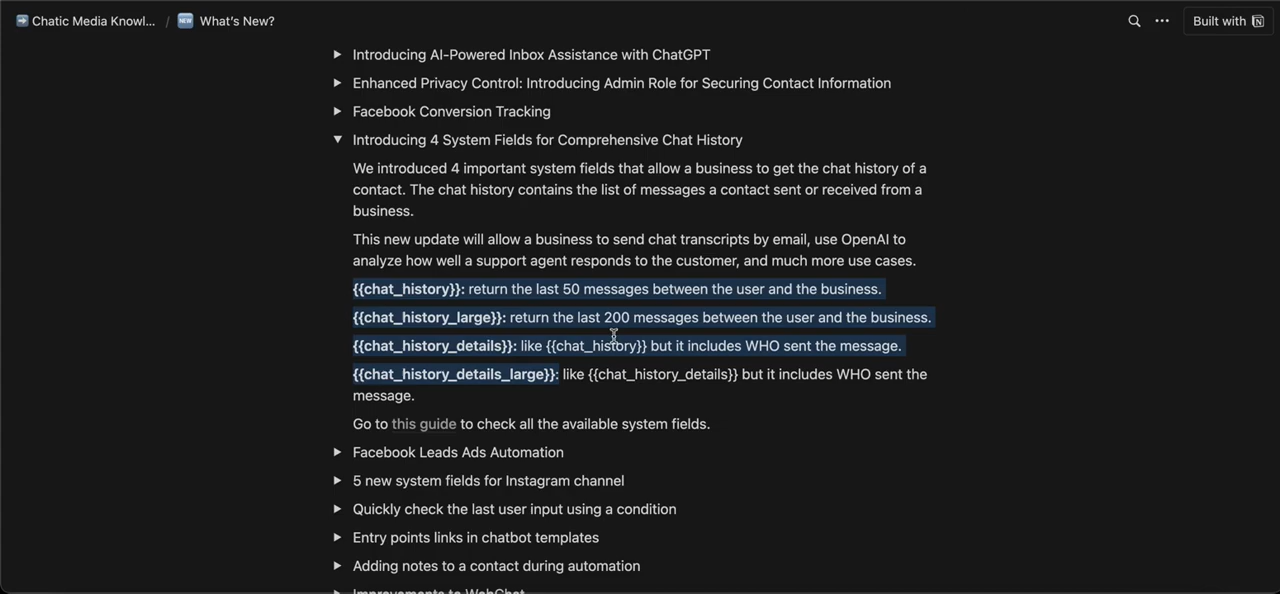 Chatic Media Knowl... / NEW What's New? Built with
Introducing AI-Powered Inbox Assistance with ChatGPT
Enhanced Privacy Control: Introducing Admin Role for Securing Contact Information
Facebook Conversion Tracking
Introducing 4 System Fields for Comprehensive Chat History
We introduced 4 important system fields that allow a business to get the chat history of a
contact. The chat history contains the list of messages a contact sent or received from a
business.
This new update will allow a business to send chat transcripts by email, use OpenAI to
analyze how well a support agent responds to the customer, and much more use cases.
{{chat_history}}: return the last 50 messages between the user and the business.
{{chat_history_large}}: return the last 200 messages between the user and the business.
{{chat_history_details}}: like {{chat_history}} but it includes WHO sent the message.
{{chat_history_details_large}}: like {{chat_history_details}} but it includes WHO sent the
message.
Go to this guide to check all the available system fields.
Facebook Leads Ads Automation
5 new system fields for Instagram channel
Quickly check the last user input using a condition
Entry points links in chatbot templates
Adding notes to a contact during automation
Improvements to WebChat